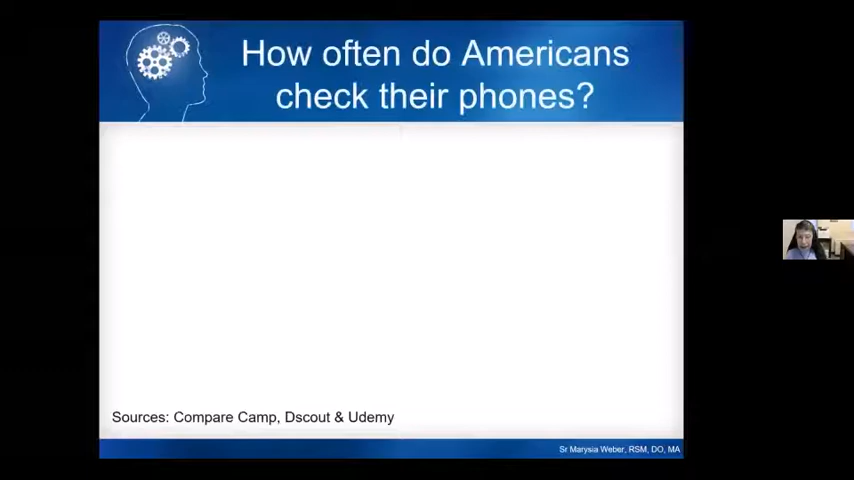 How often do Americans
check their phones?
Sources: Compare Camp, Dscout & Udemy
Sr Marysia Weber, RSM, DO, MA